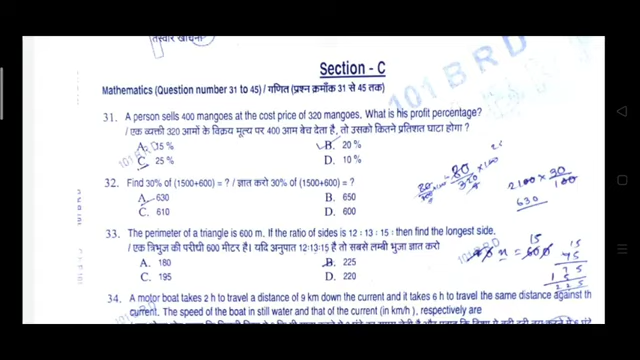 तस्वीर खींचना
Section - C
101 B R D
Mathematics (Question number 31 to 45) / गणित (प्रश्न क्रमाँक 31 से 45 तक)
31. A person sells 400 mangoes at the cost price of 320 mangoes. What is his profit percentage?
/ एक व्यक्ती 320 आमों के विक्रय मूल्य पर 400 आम बेच देता है, तो उसको कितने प्रतिशत घाटा होगा ?
A. 15 %
B. 20 %
C. 25 %
D. 10 %
32. Find 30% of (1500+600) = ? / ज्ञात करो 30% of (1500+600) = ?
A. 630
B. 650
C. 610
D. 600
2100 ×
100
630
33. The perimeter of a triangle is 600 m. If the ratio of sides is 12 : 13 : 15 : then find the longest side.
/ एक त्रिभुज की परीधी 600 मीटर है। यदि अनुपात 12:13:15 है तो सबसे लंबी भुजा ज्ञात करो
A. 180
B. 225
C. 195
D. 220
15
= 600
225
34. A motor boat takes 2 h to travel a distance of 9 km down the current and it takes 6 h to travel the same distance against th
current. The speed of the boat in still water and that of the current (in km/h), respectively are